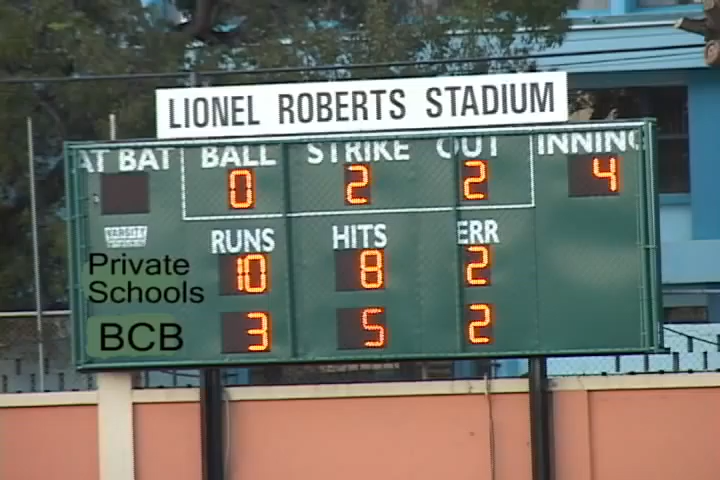 LIONEL ROBERTS STADIUM
AT BAT BALL STRIKE OUT INNING
0 2 2 4
VARSITY
RUNS HITS ERR
Private Schools 10 8 2
BCB 3 5 2